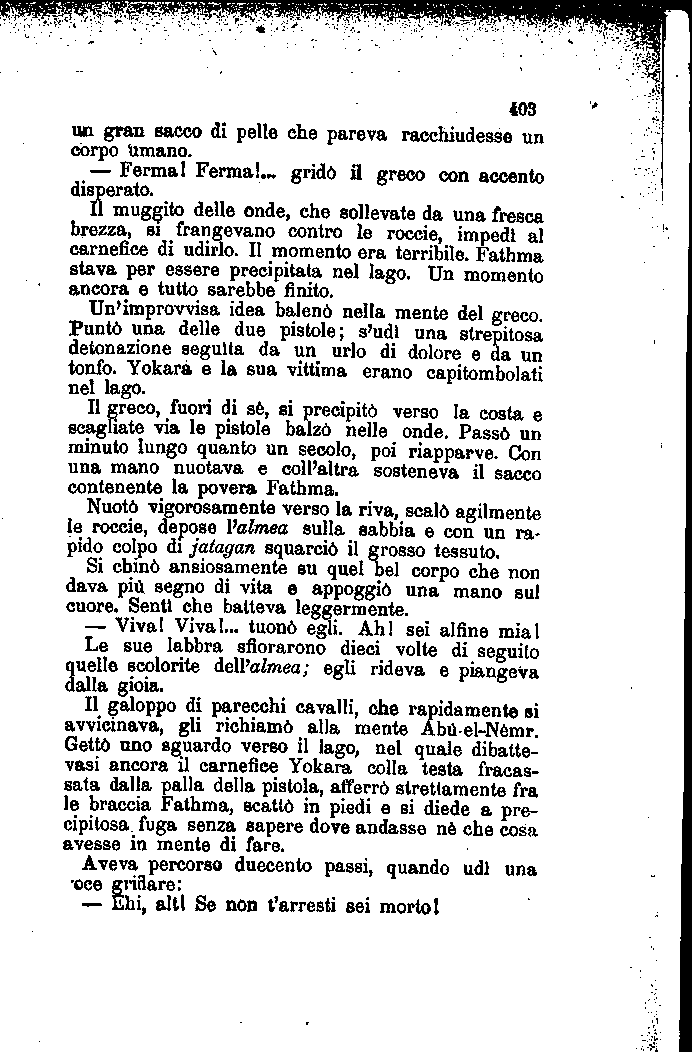 403
un gran sacco di pelle che pareva racchiudesse un
corpo umano.
— Ferma! Ferma!... gridò il greco con accento
disperato.
Il muggito delle onde, che sollevate da una fresca
brezza, si frangevano contro le roccie, impedì al
carnefice di udirlo. Il momento era terribile. Fathma
stava per essere precipitata nel lago. Un momento
ancora e tutto sarebbe finito.
Un'improvvisa idea balenò nella mente del greco.
Puntò una delle due pistole; s'udì una strepitosa
detonazione seguita da un urlo di dolore e da un
tonfo. Yokara e la sua vittima erano capitombolati
nel lago.
Il greco, fuori di sè, si precipitò verso la costa e
scagliate via le pistole balzò nelle onde. Passò un
minuto lungo quanto un secolo, poi riapparve. Con
una mano nuotava e coll'altra sosteneva il sacco
contenente la povera Fathma.
Nuotò vigorosamente verso la riva, scalò agilmente
le roccie, depose l'almea sulla sabbia e con un ra-
pido colpo di jatagan squarciò il grosso tessuto.
Si chinò ansiosamente su quel bel corpo che non
dava più segno di vita e appoggiò una mano sul
cuore. Sentì che batteva leggermente.
— Viva! Viva!... tuonò egli. Ah! sei alfine mia!
Le sue labbra sfiorarono dieci volte di seguito
quelle scolorite dell'almea; egli rideva e piangeva
dalla gioia.
Il galoppo di parecchi cavalli, che rapidamente si
avvicinava, gli richiamò alla mente Abù-el-Nèmr.
Gettò uno sguardo verso il lago, nel quale dibatte-
vasi ancora il carnefice Yokara colla testa fracas-
sata dalla palla della pistola, afferrò strettamente fra
le braccia Fathma, scattò in piedi e si diede a pre-
cipitosa fuga senza sapere dove andasse nè che cosa
avesse in mente di fare.
Aveva percorso duecento passi, quando udì una
oce gridare:
— Ehi, alt! Se non t'arresti sei morto!